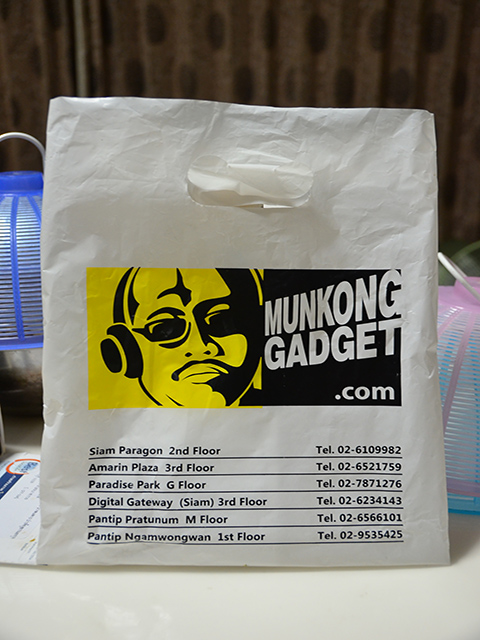 MUNKONG
GADGET
.com
Siam Paragon 2nd Floor Tel. 02-6109982
Amarin Plaza 3rd Floor Tel. 02-6521759
Paradise Park G Floor Tel. 02-7871276
Digital Gateway (Siam) 3rd Floor Tel. 02-6234143
Pantip Pratunum M Floor Tel. 02-6566101
Pantip Ngamwongwan 1st Floor Tel. 02-9535425